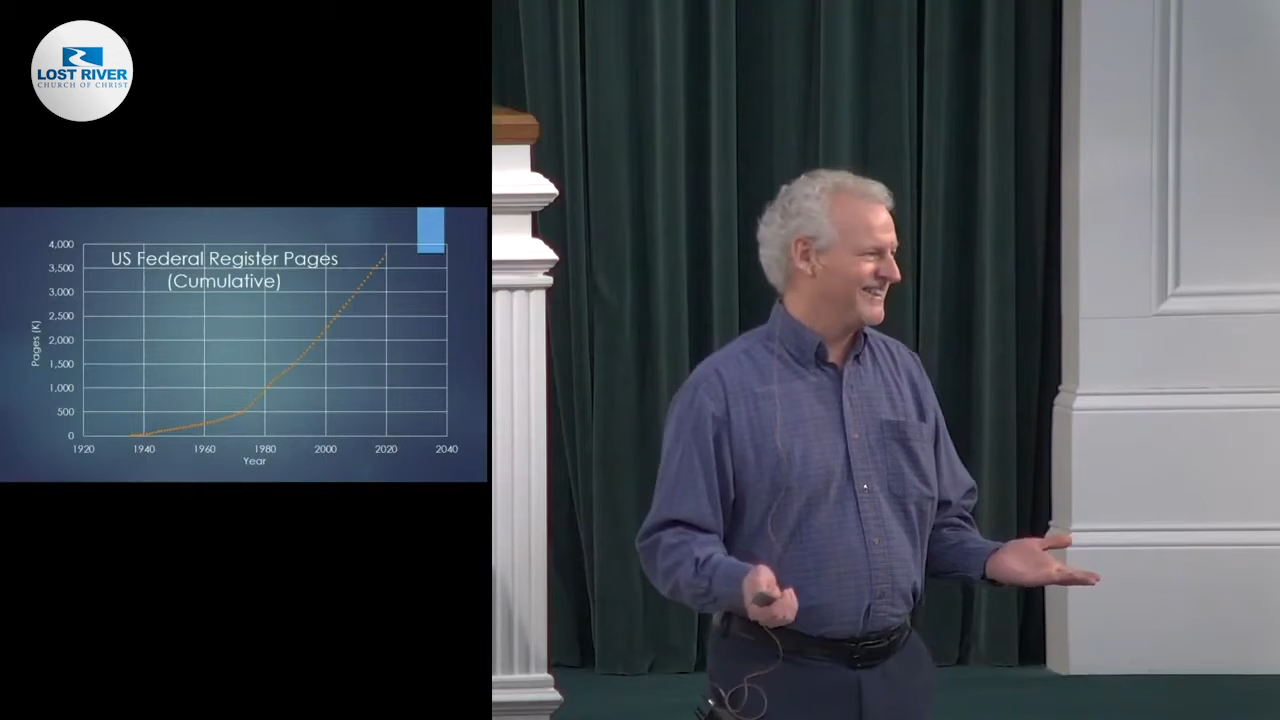 LOST RIVER
CHURCH OF CHRIST
US Federal Register Pages
(Cumulative)
Pages (K)
4,000
3,500
3,000
2,500
2,000
1,500
1,000
500
0
1920 1940 1960 1980 2000 2020 2040
Year